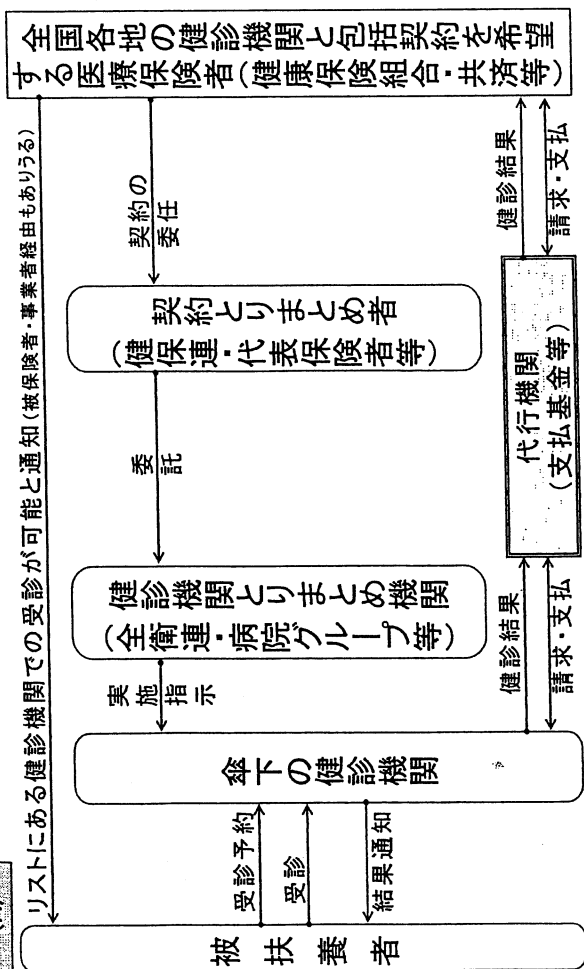 全国各地の健診機関と包括契約を希望
する医療保険者(健康保険組合・共済等)
リストにある健診機関での受診が可能と通知(被保険者・事業者経由もありうる)
契約の
委任
健診結果
請求・支払
契約とりまとめ者
(健保連・代表保険者等)
代行機関
(支払基金等)
委託
健診機関とりまとめ機関
(全衛連・病院グループ等)
実施
指示
健診結果
請求・支払
傘下の健診機関
受診予約
受診
結果通知
被扶養者